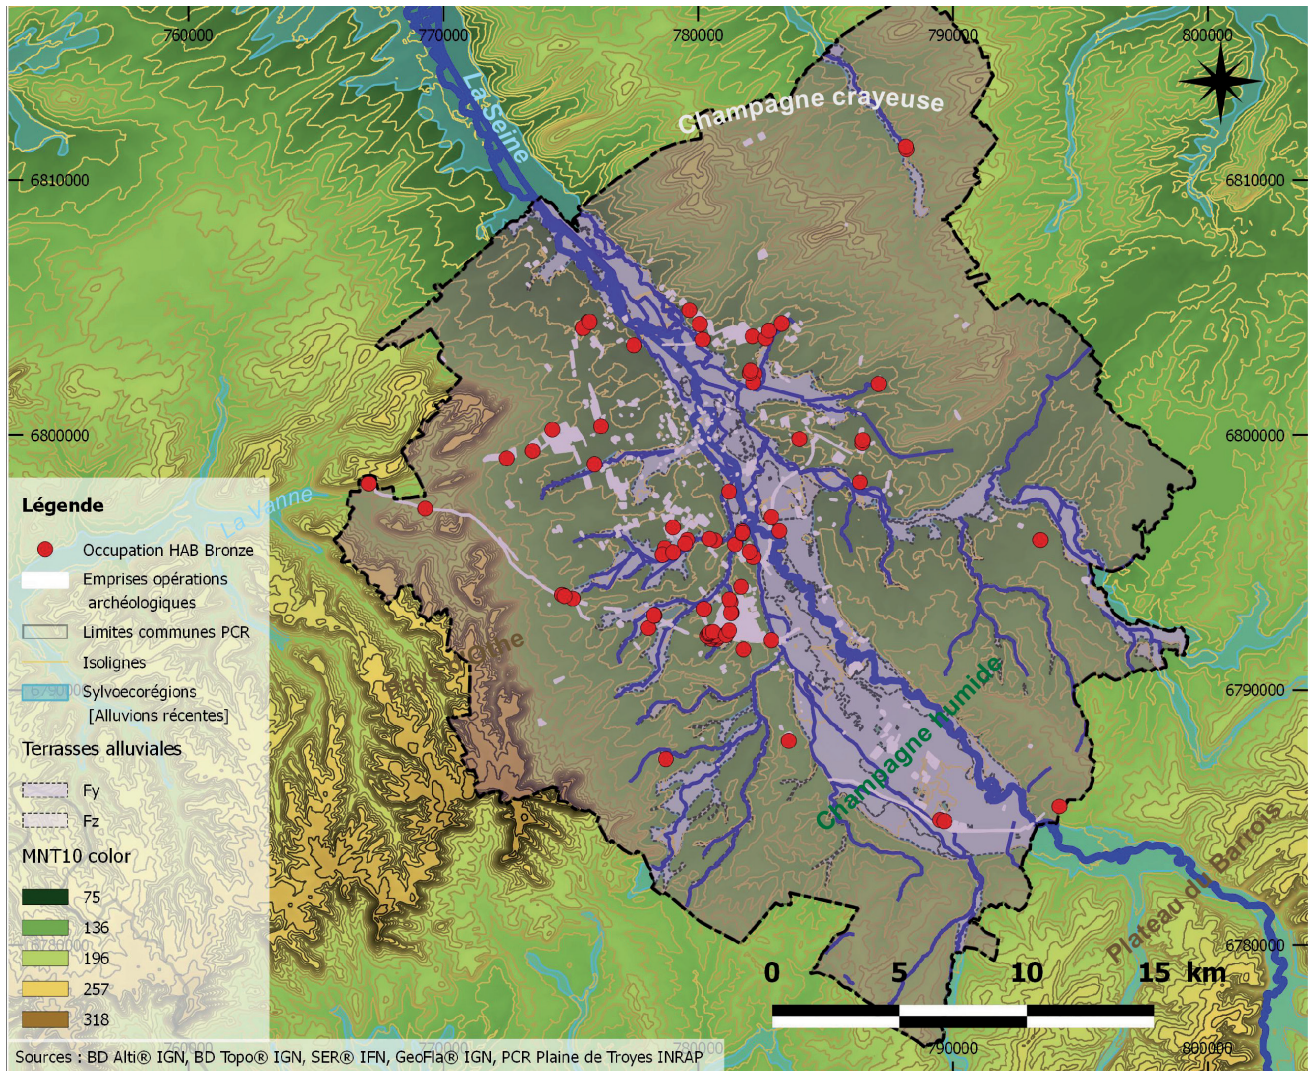 760000
770000
780000
790000
800000
La Seine
Champagne crayeuse
6810000
6810000
6800000
6800000
La Vanne
Légende
Occupation HAB Bronze
Emprises opérations
archéologiques
Limites communes PCR
Isolignes
Sylvoecorégions
[Alluvions récentes]
Terrasses alluviales
Fy
Fz
MNT10 color
75
136
196
257
318
6790000
6790000
Champagne humide
Plateau du Barrois
6780000
6780000
0 5 10 15 km
Sources : BD Alti® IGN, BD Topo® IGN, SER® IFN, GeoFla® IGN, PCR Plaine de Troyes INRAP
760000
770000
780000
790000
800000